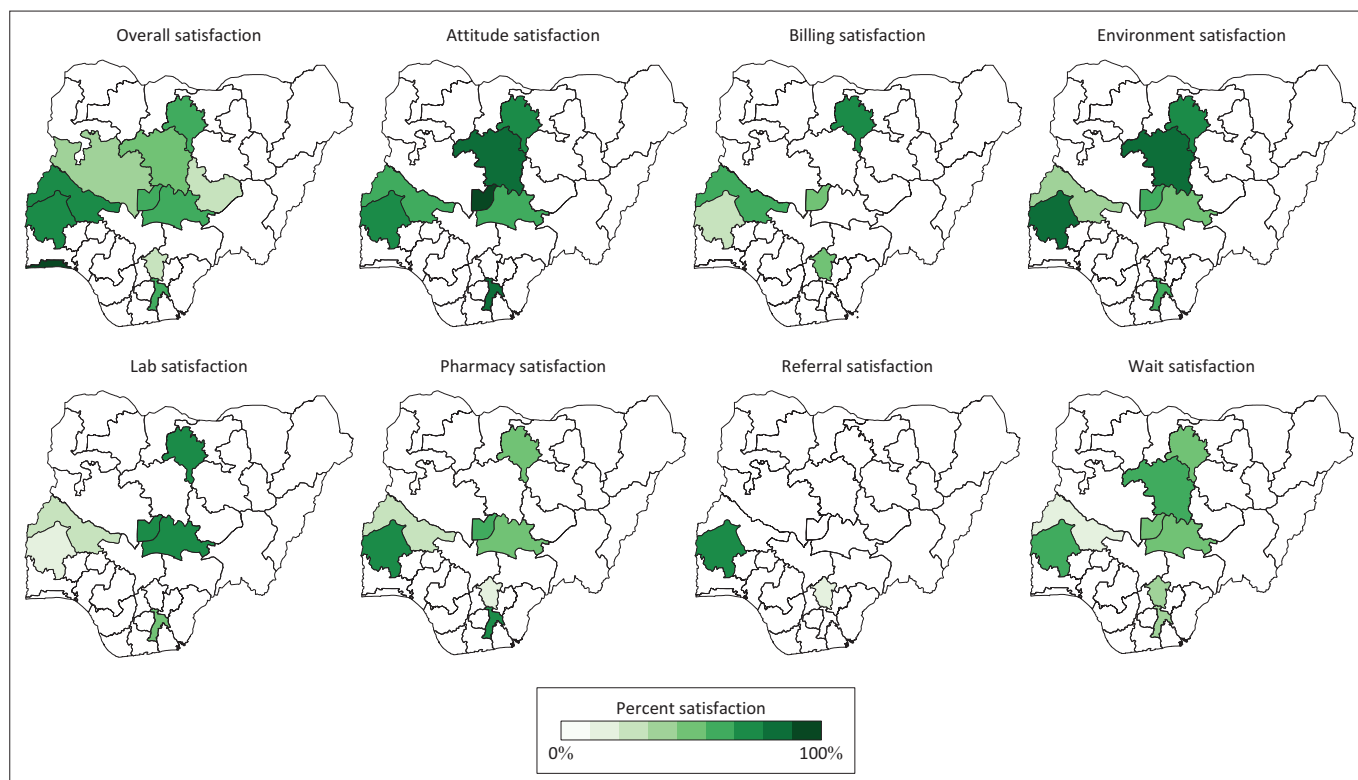 Overall satisfaction
Attitude satisfaction
Billing satisfaction
Environment satisfaction
Lab satisfaction
Pharmacy satisfaction
Referral satisfaction
Wait satisfaction
Percent satisfaction
0%
100%